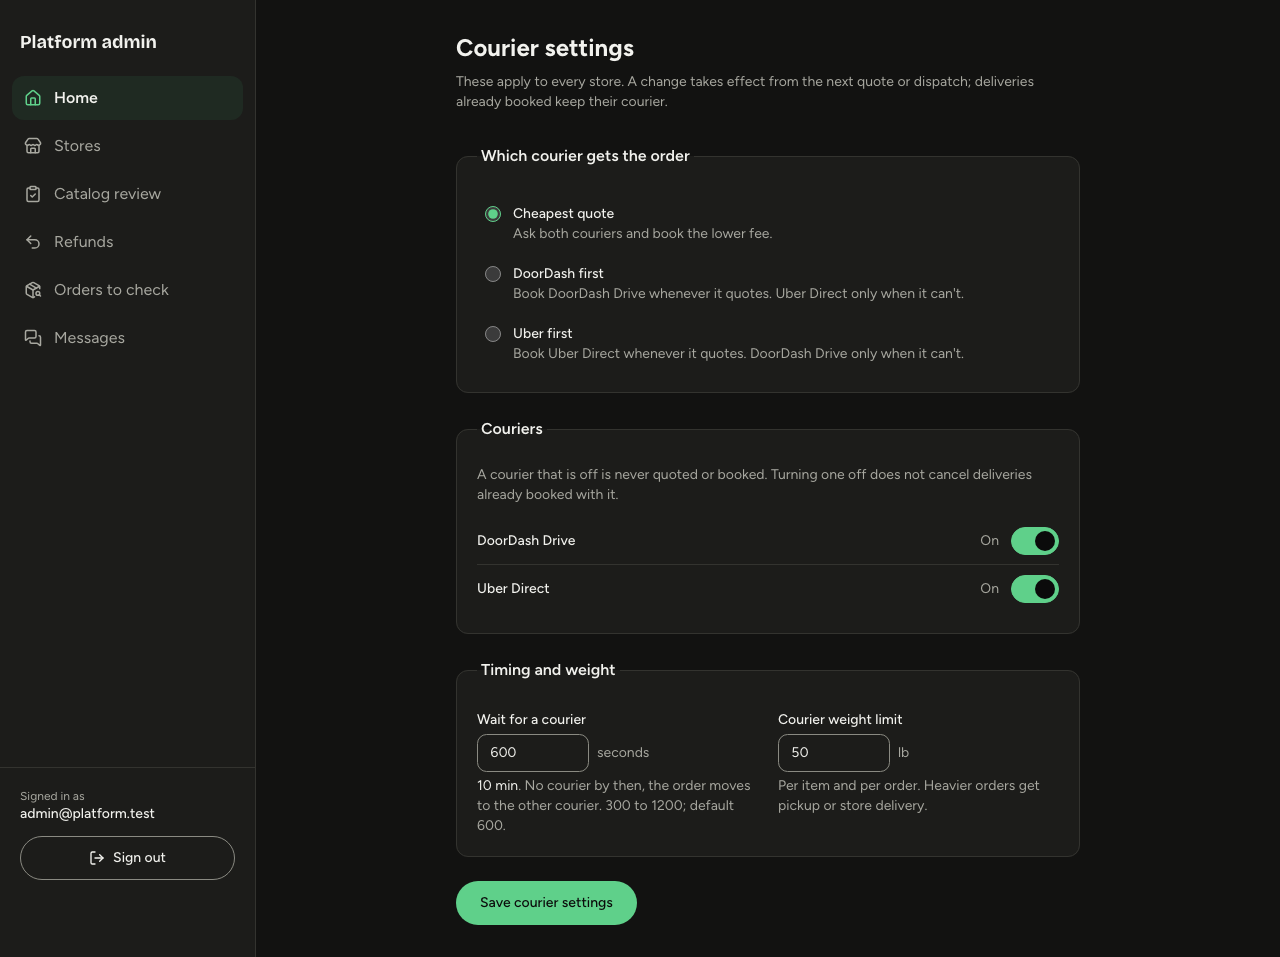 Platform admin
Home
Stores
Catalog review
Refunds
Orders to check
Messages
Signed in as
admin@platform.test
Sign out
Courier settings
These apply to every store. A change takes effect from the next quote or dispatch; deliveries
already booked keep their courier.
Which courier gets the order
Cheapest quote
Ask both couriers and book the lower fee.
DoorDash first
Book DoorDash Drive whenever it quotes. Uber Direct only when it can't.
Uber first
Book Uber Direct whenever it quotes. DoorDash Drive only when it can't.
Couriers
A courier that is off is never quoted or booked. Turning one off does not cancel deliveries
already booked with it.
DoorDash Drive On
Uber Direct On
Timing and weight
Wait for a courier
600 seconds
10 min. No courier by then, the order moves
to the other courier. 300 to 1200; default
600.
Courier weight limit
50 lb
Per item and per order. Heavier orders get
pickup or store delivery.
Save courier settings